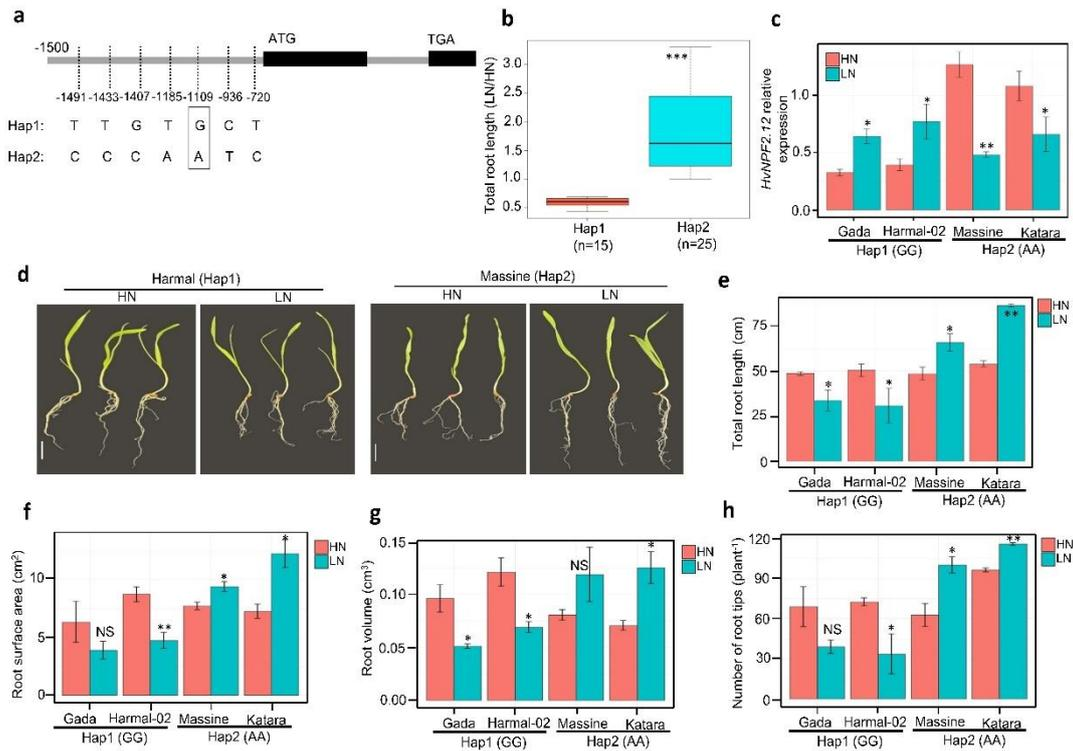 a
-1500
ATG
TGA
-1491 -1433 -1407 -1185 -1109 -936 -720
Hap1: T T G T G C T
Hap2: C C C A A T C
b
Total root length (LN/HN)
3.0
2.5
2.0
1.5
1.0
0.5
***
Hap1 Hap2
(n=15) (n=25)
c
HvNPF2.12 relative
expression
1.0
0.5
0.0
HN
LN
* * ** *
Gada Harmal-02 Massine Katara
Hap1 (GG) Hap2 (AA)
d
Harmal (Hap1)
HN LN
Massine (Hap2)
HN LN
e
Total root length (cm)
75
50
25
0
* * * **
HN
LN
Gada Harmal-02 Massine Katara
Hap1 (GG) Hap2 (AA)
f
Root surface area (cm2)
10
5
0
NS ** * *
HN
LN
Gada Harmal-02 Massine Katara
Hap1 (GG) Hap2 (AA)
g
Root volume (cm3)
0.15
0.10
0.05
0.00
* * NS *
HN
LN
Gada Harmal-02 Massine Katara
Hap1 (GG) Hap2 (AA)
h
Number of root tips (plant-1)
120
90
60
30
0
NS * * **
HN
LN
Gada Harmal-02 Massine Katara
Hap1 (GG) Hap2 (AA)